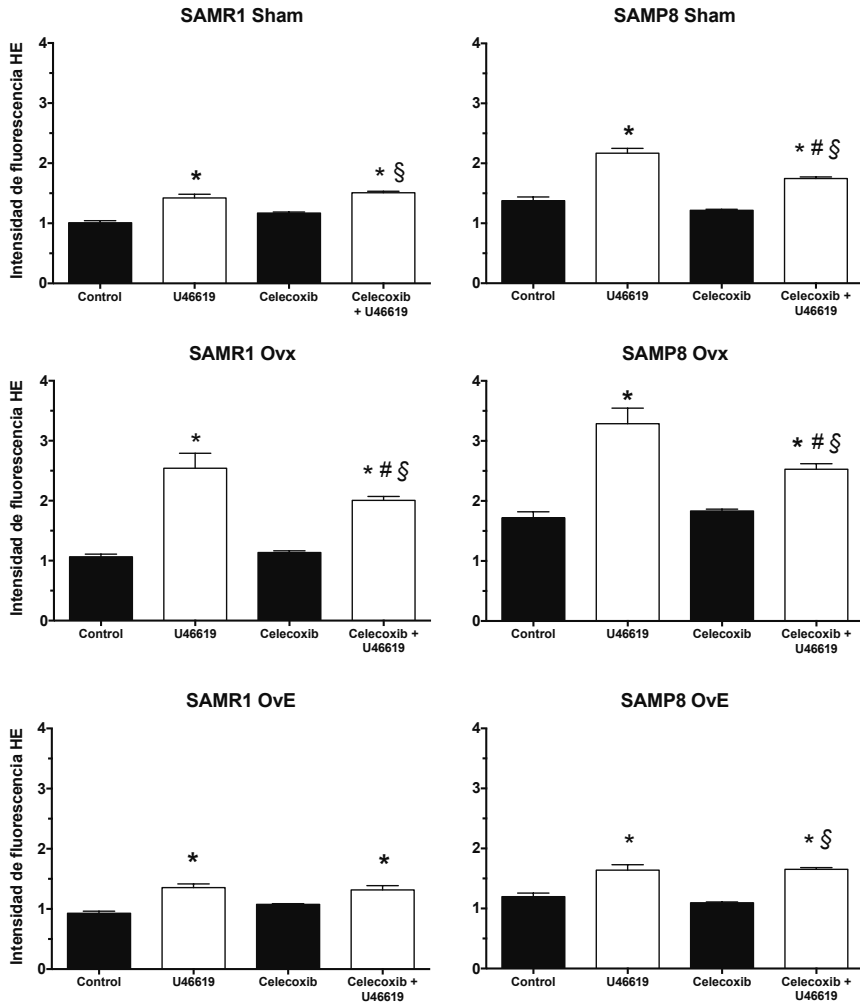 SAMR1 Sham
Intensidad de fluorescencia HE
4
3
2
1
0
*
* §
Control
U46619
Celecoxib
Celecoxib
+ U46619
SAMP8 Sham
4
3
2
1
0
*
* # §
Control
U46619
Celecoxib
Celecoxib +
U46619
SAMR1 Ovx
Intensidad de fluorescencia HE
4
3
2
1
0
*
* # §
Control
U46619
Celecoxib
Celecoxib +
U46619
SAMP8 Ovx
4
3
2
1
0
*
* # §
Control
U46619
Celecoxib
Celecoxib +
U46619
SAMR1 OvE
Intensidad de fluorescencia HE
4
3
2
1
0
*
*
Control
U46619
Celecoxib
Celecoxib +
U46619
SAMP8 OvE
4
3
2
1
0
*
* §
Control
U46619
Celecoxib
Celecoxib +
U46619